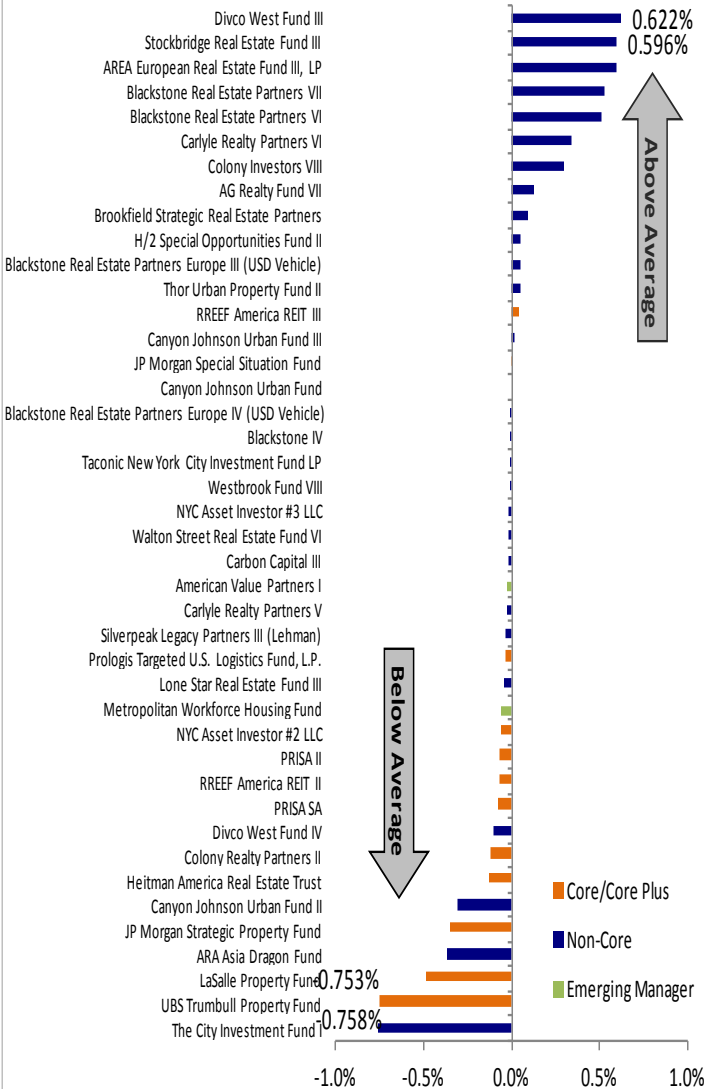 Divco West Fund III
0.622%
Stockbridge Real Estate Fund III
0.596%
AREA European Real Estate Fund III, LP
Blackstone Real Estate Partners VII
Blackstone Real Estate Partners VI
Carlyle Realty Partners VI
Colony Investors VIII
AG Realty Fund VII
Brookfield Strategic Real Estate Partners
H/2 Special Opportunities Fund II
Blackstone Real Estate Partners Europe III (USD Vehicle)
Thor Urban Property Fund II
RREEF America REIT III
Canyon Johnson Urban Fund III
JP Morgan Special Situation Fund
Canyon Johnson Urban Fund
Blackstone Real Estate Partners Europe IV (USD Vehicle)
Blackstone IV
Taconic New York City Investment Fund LP
Westbrook Fund VIII
NYC Asset Investor #3 LLC
Walton Street Real Estate Fund VI
Carbon Capital III
American Value Partners I
Carlyle Realty Partners V
Silverpeak Legacy Partners III (Lehman)
Prologis Targeted U.S. Logistics Fund, L.P.
Lone Star Real Estate Fund III
Metropolitan Workforce Housing Fund
NYC Asset Investor #2 LLC
PRISA II
RREEF America REIT II
PRISA SA
Divco West Fund IV
Colony Realty Partners II
Heitman America Real Estate Trust
Canyon Johnson Urban Fund II
JP Morgan Strategic Property Fund
ARA Asia Dragon Fund
LaSalle Property Fund
-0.753%
UBS Trumbull Property Fund
The City Investment Fund I
-0.758%
Above Average
Below Average
Core/Core Plus
Non-Core
Emerging Manager
-1.0% -0.5% 0.0% 0.5% 1.0%